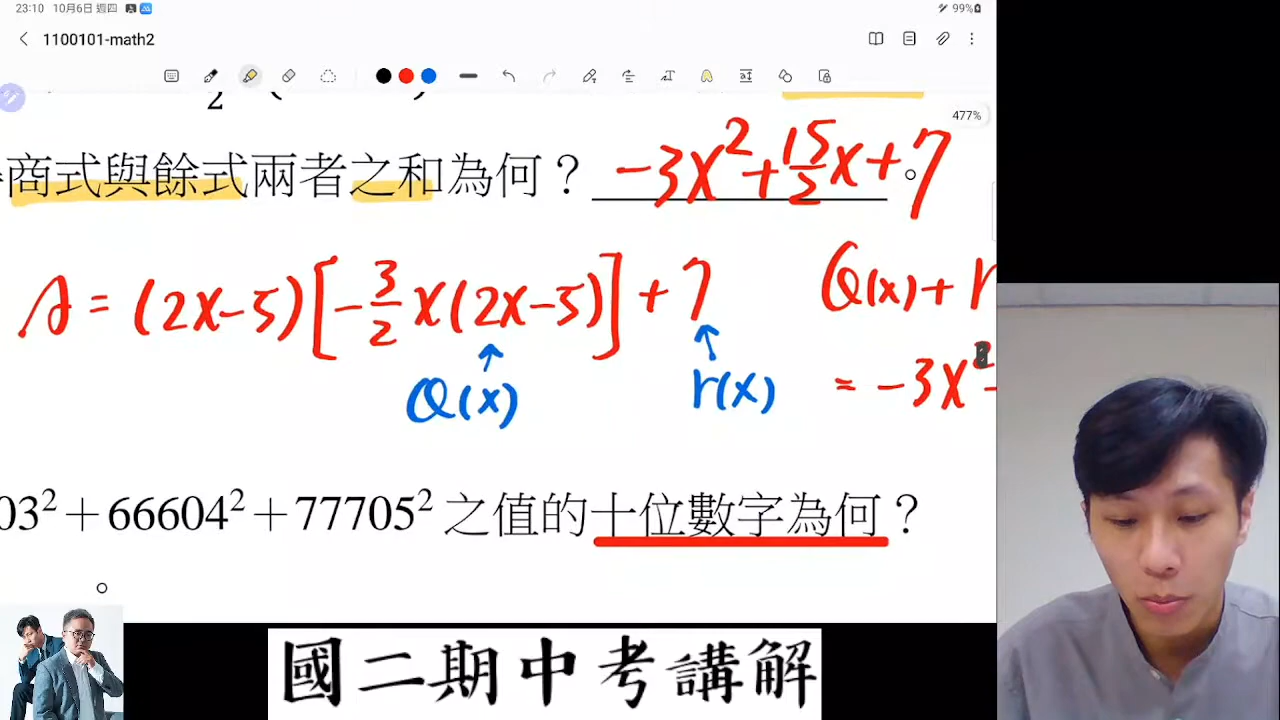 23:10 10月6日 週四
99%
1100101-math2
477%
2
商式與餘式兩者之和為何？ -3x²+15/2x+7。
A = (2x-5)[-3/2x(2x-5)]+7
Q(x)+r
Q(x) r(x)
= -3x²
03²+66604²+77705² 之值的十位數字為何？
國二期中考講解